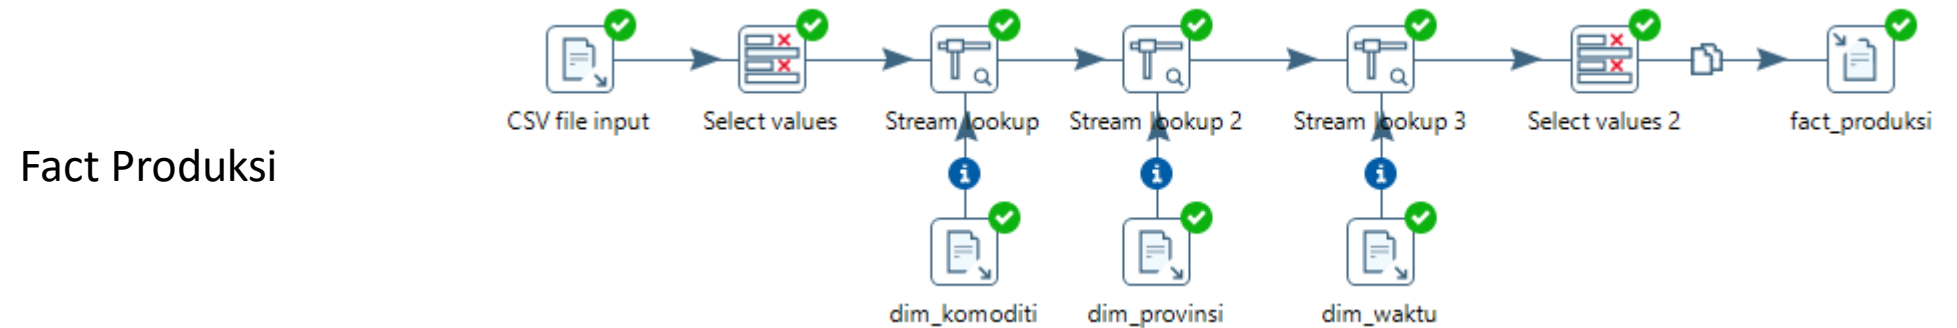 CSV file input
Select values
Stream lookup
Stream lookup 2
Stream lookup 3
Select values 2
fact_produksi
Fact Produksi
dim_komoditi
dim_provinsi
dim_waktu